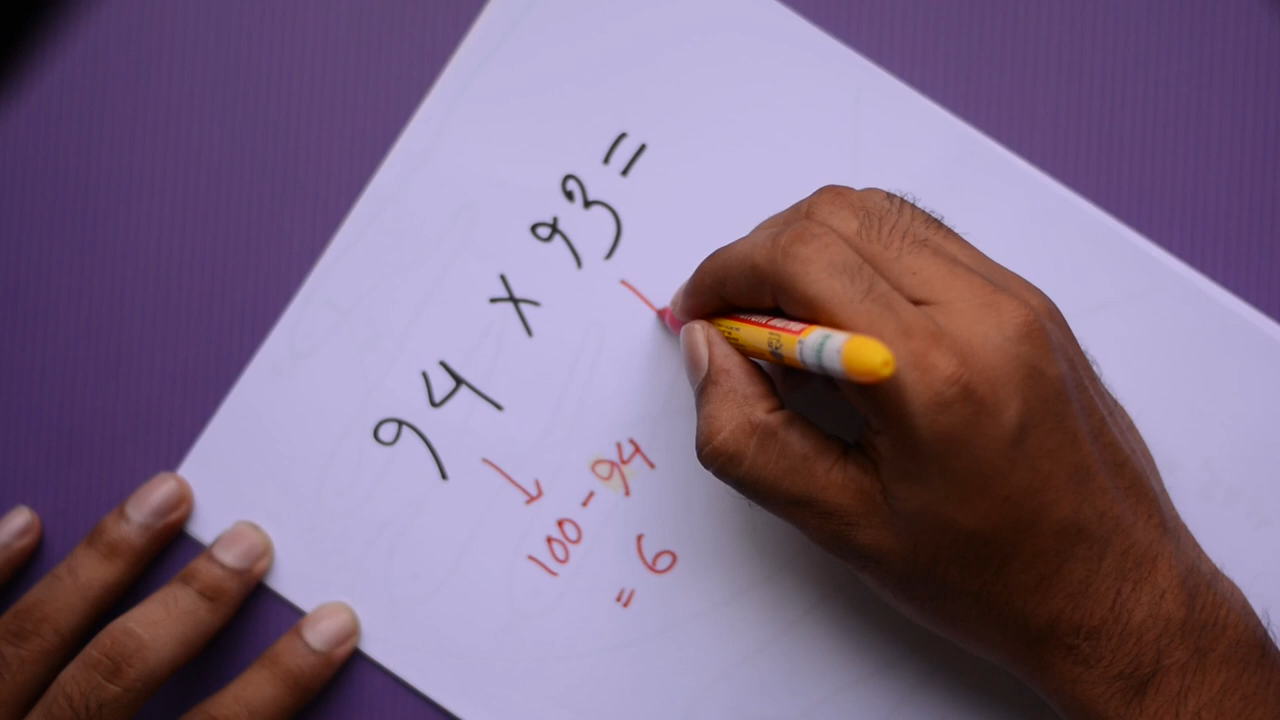 94 x 93 =
100 - 94
= 6